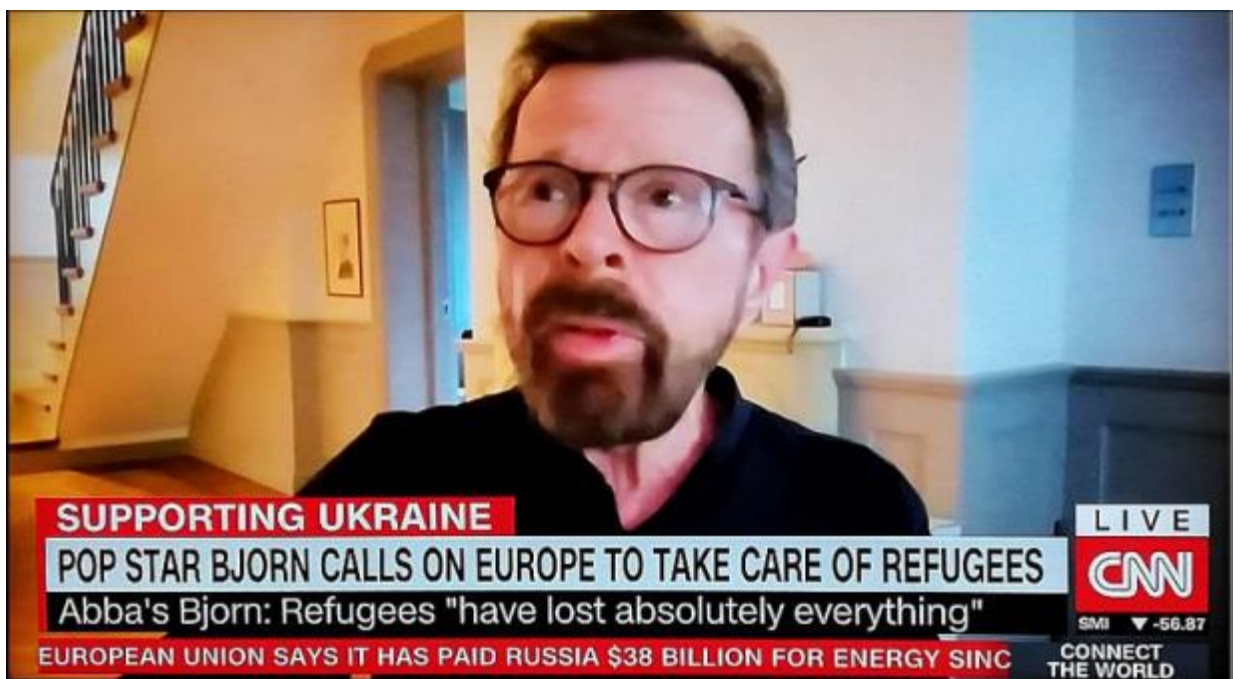 SUPPORTING UKRAINE
POP STAR BJORN CALLS ON EUROPE TO TAKE CARE OF REFUGEES
Abba's Bjorn: Refugees "have lost absolutely everything"
EUROPEAN UNION SAYS IT HAS PAID RUSSIA $38 BILLION FOR ENERGY SINC
LIVE
CNN
SMI ▼ -56.87
CONNECT
THE WORLD